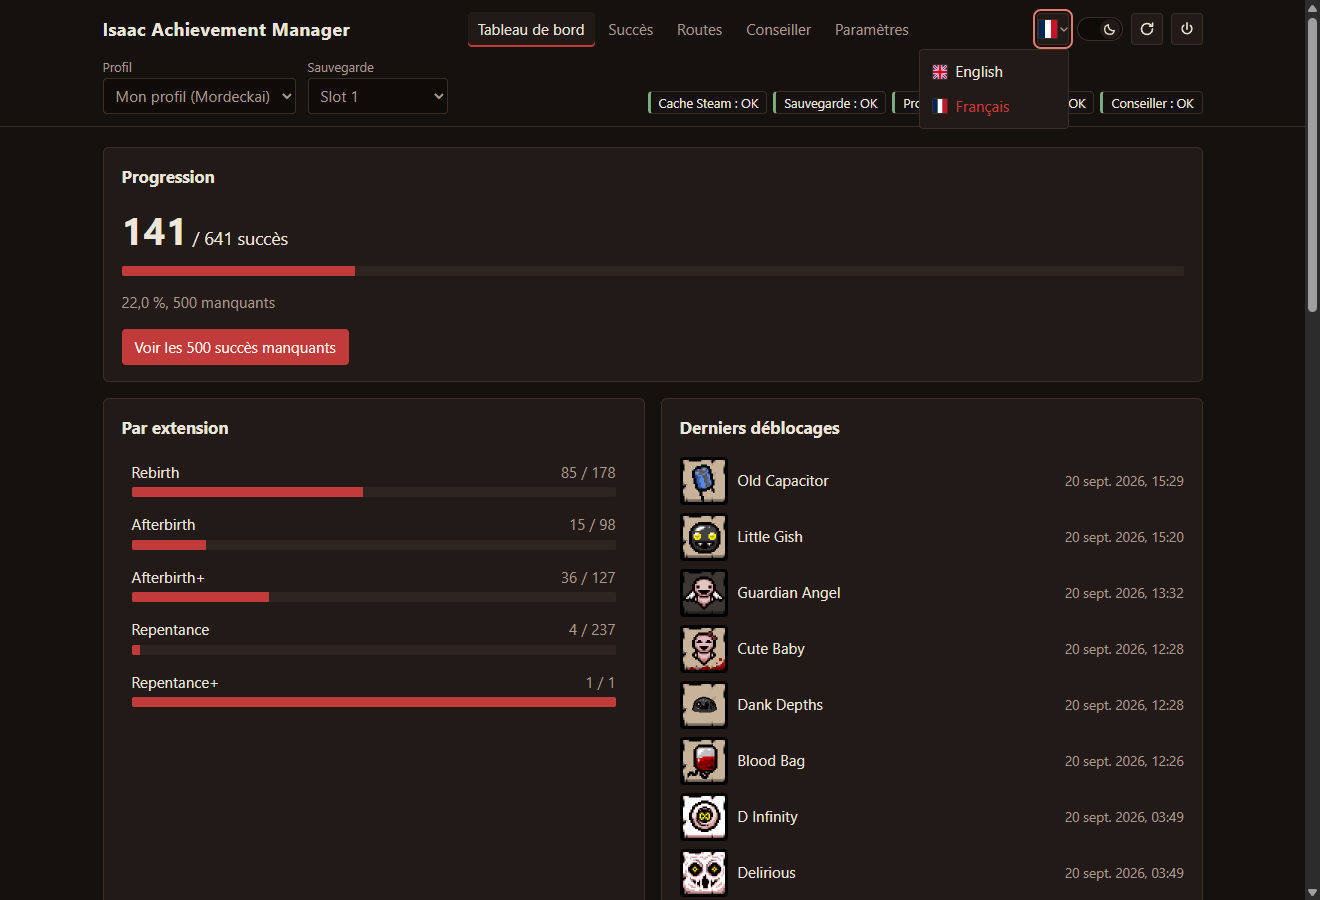 Isaac Achievement Manager
Tableau de bord
Succès
Routes
Conseiller
Paramètres
English
Français
Profil
Sauvegarde
Mon profil (Mordeckai)
Slot 1
Cache Steam : OK
Sauvegarde : OK
OK
Conseiller : OK
Progression
141 / 641 succès
22,0 %, 500 manquants
Voir les 500 succès manquants
Par extension
Rebirth 85 / 178
Afterbirth 15 / 98
Afterbirth+ 36 / 127
Repentance 4 / 237
Repentance+ 1 / 1
Derniers déblocages
Old Capacitor 20 sept. 2026, 15:29
Little Gish 20 sept. 2026, 15:20
Guardian Angel 20 sept. 2026, 13:32
Cute Baby 20 sept. 2026, 12:28
Dank Depths 20 sept. 2026, 12:28
Blood Bag 20 sept. 2026, 12:26
D Infinity 20 sept. 2026, 03:49
Delirious 20 sept. 2026, 03:49